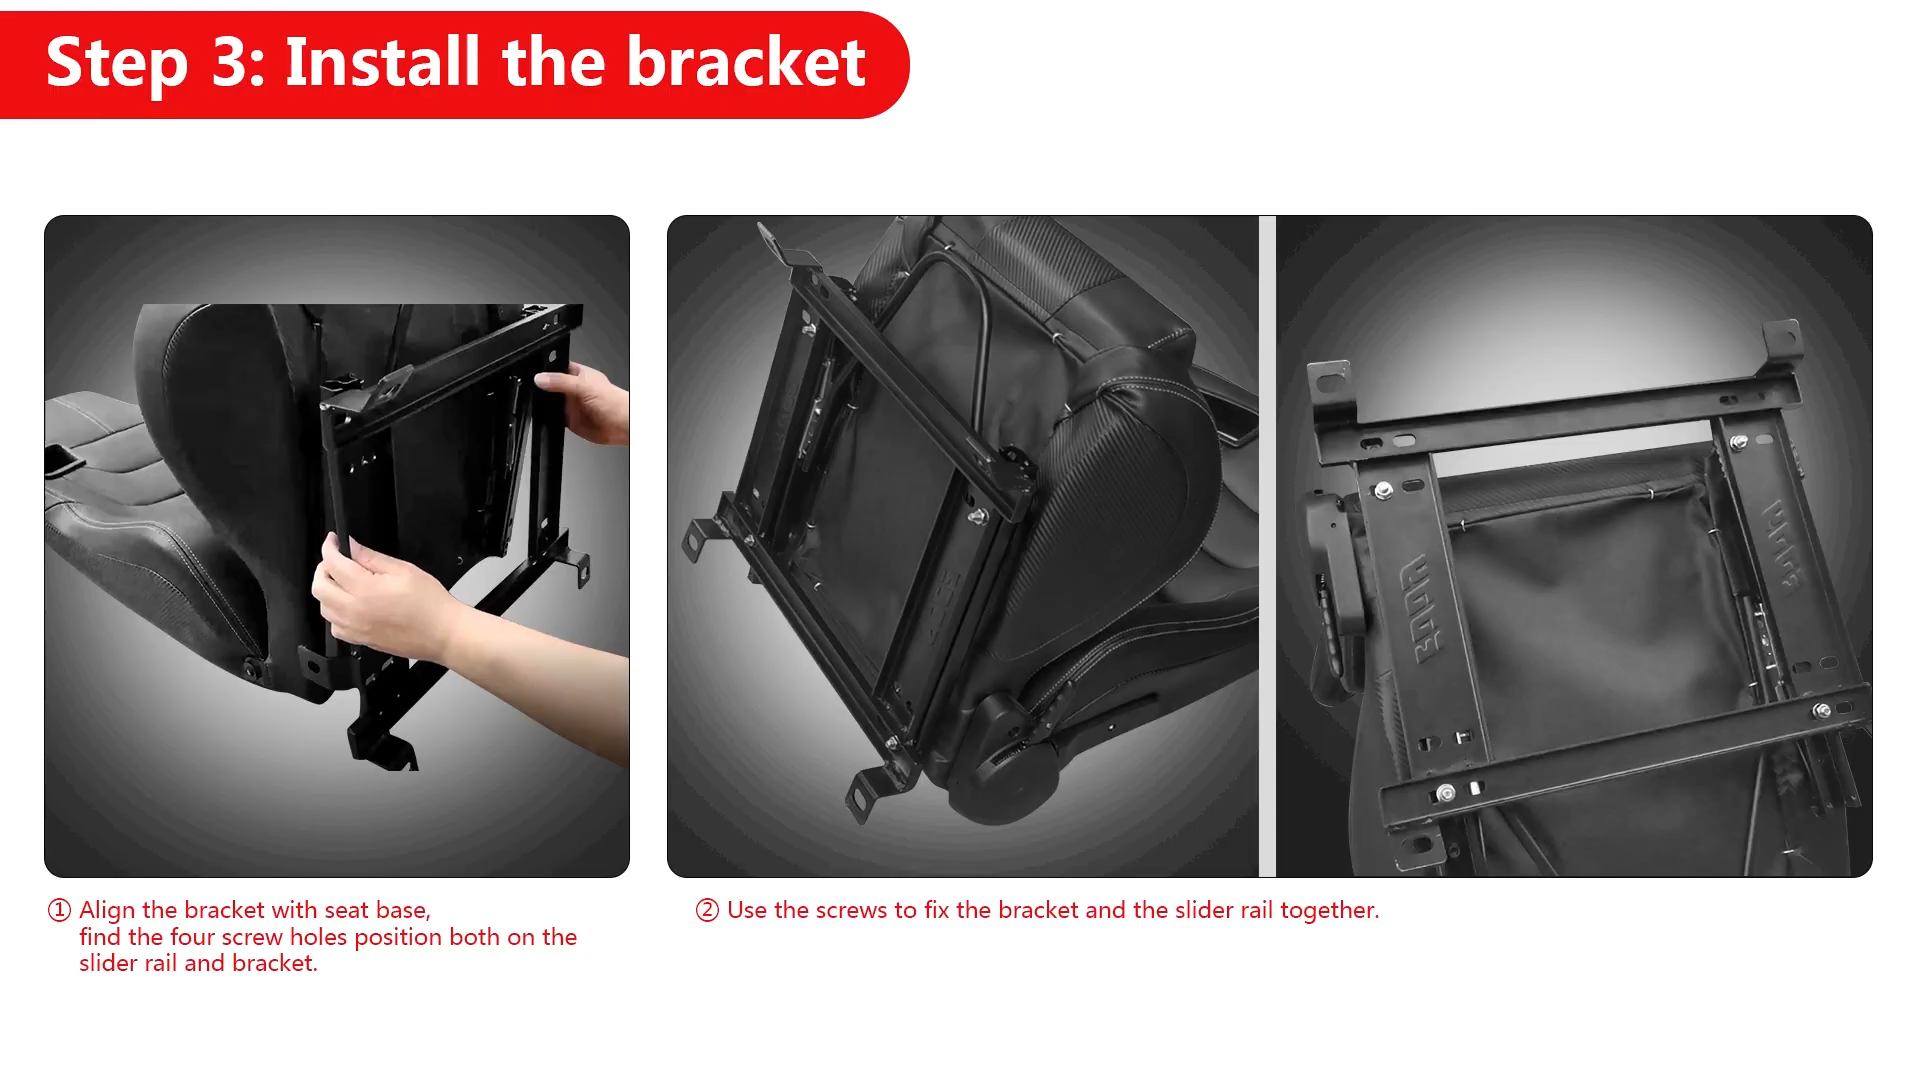 Step 3: Install the bracket
① Align the bracket with seat base,
find the four screw holes position both on the
slider rail and bracket.
② Use the screws to fix the bracket and the slider rail together.